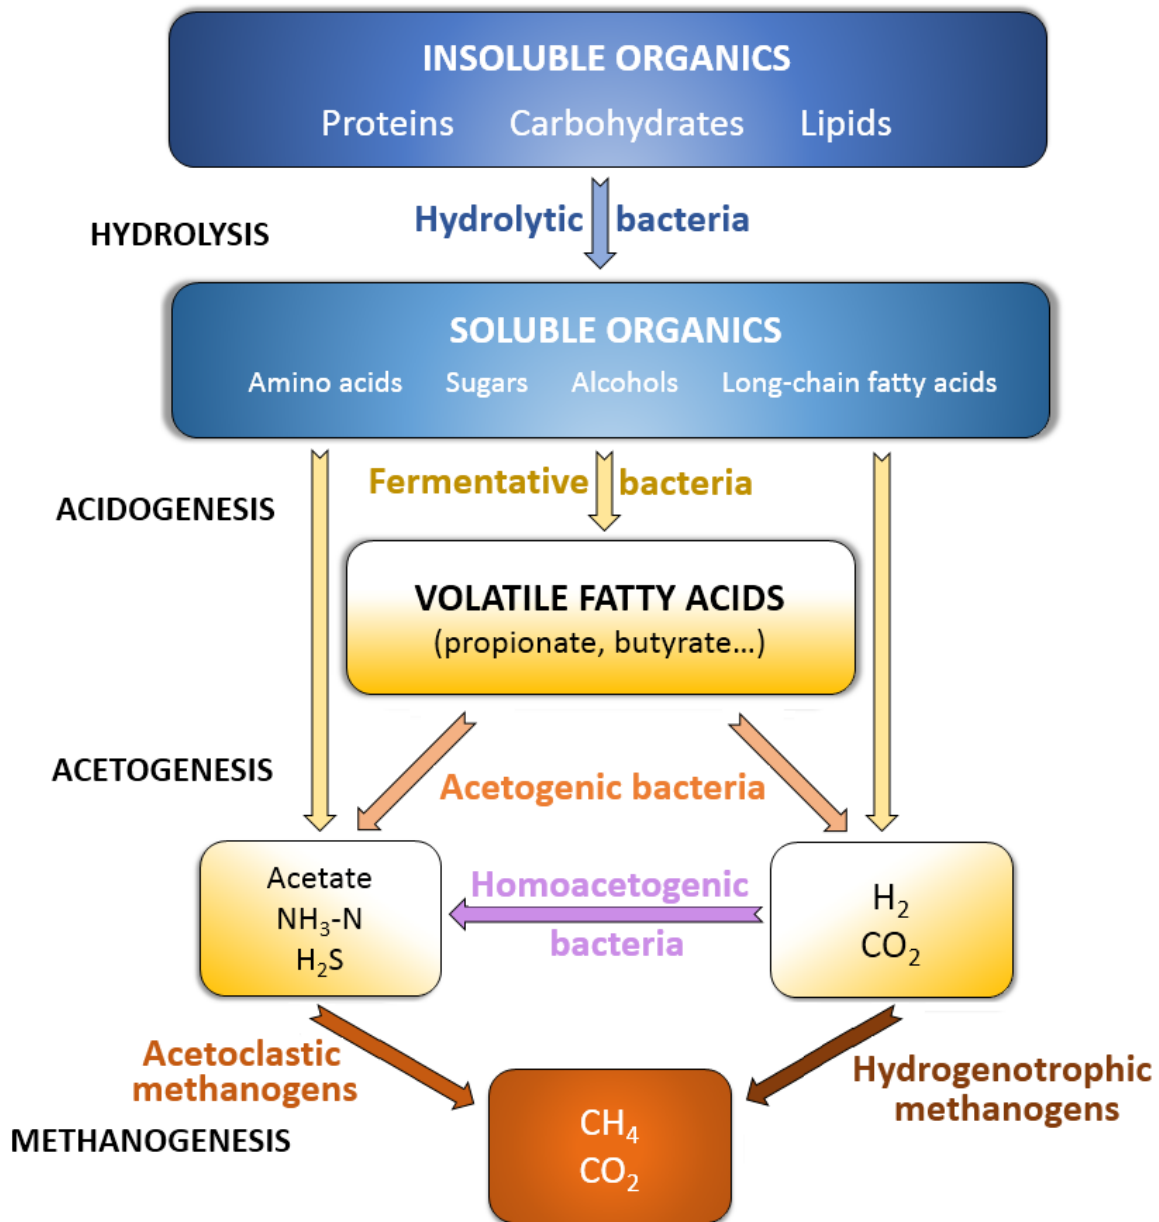 INSOLUBLE ORGANICS
Proteins Carbohydrates Lipids
Hydrolytic bacteria
HYDROLYSIS
SOLUBLE ORGANICS
Amino acids Sugars Alcohols Long-chain fatty acids
Fermentative bacteria
ACIDOGENESIS
VOLATILE FATTY ACIDS
(propionate, butyrate...)
ACETOGENESIS
Acetogenic bacteria
Acetate
NH₃-N
H₂S
Homoacetogenic
bacteria
H₂
CO₂
Acetoclastic
methanogens
Hydrogenotrophic
methanogens
METHANOGENESIS
CH₄
CO₂